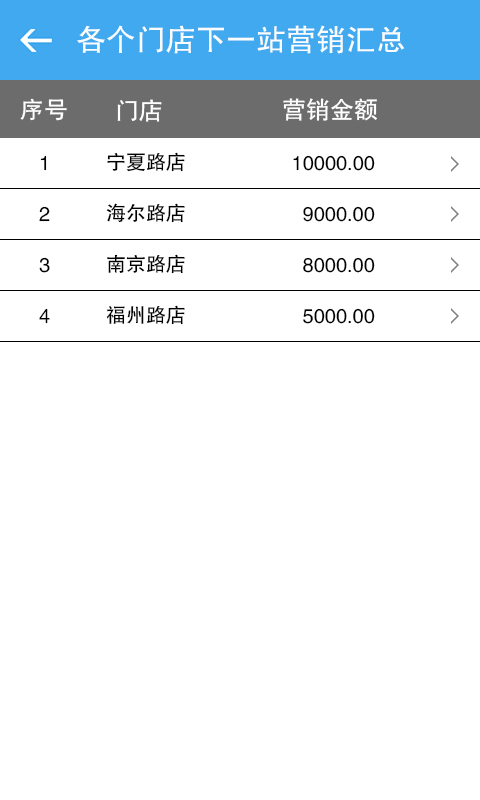 各个门店下一站营销汇总
序号 门店 营销金额
1 宁夏路店 10000.00
2 海尔路店 9000.00
3 南京路店 8000.00
4 福州路店 5000.00